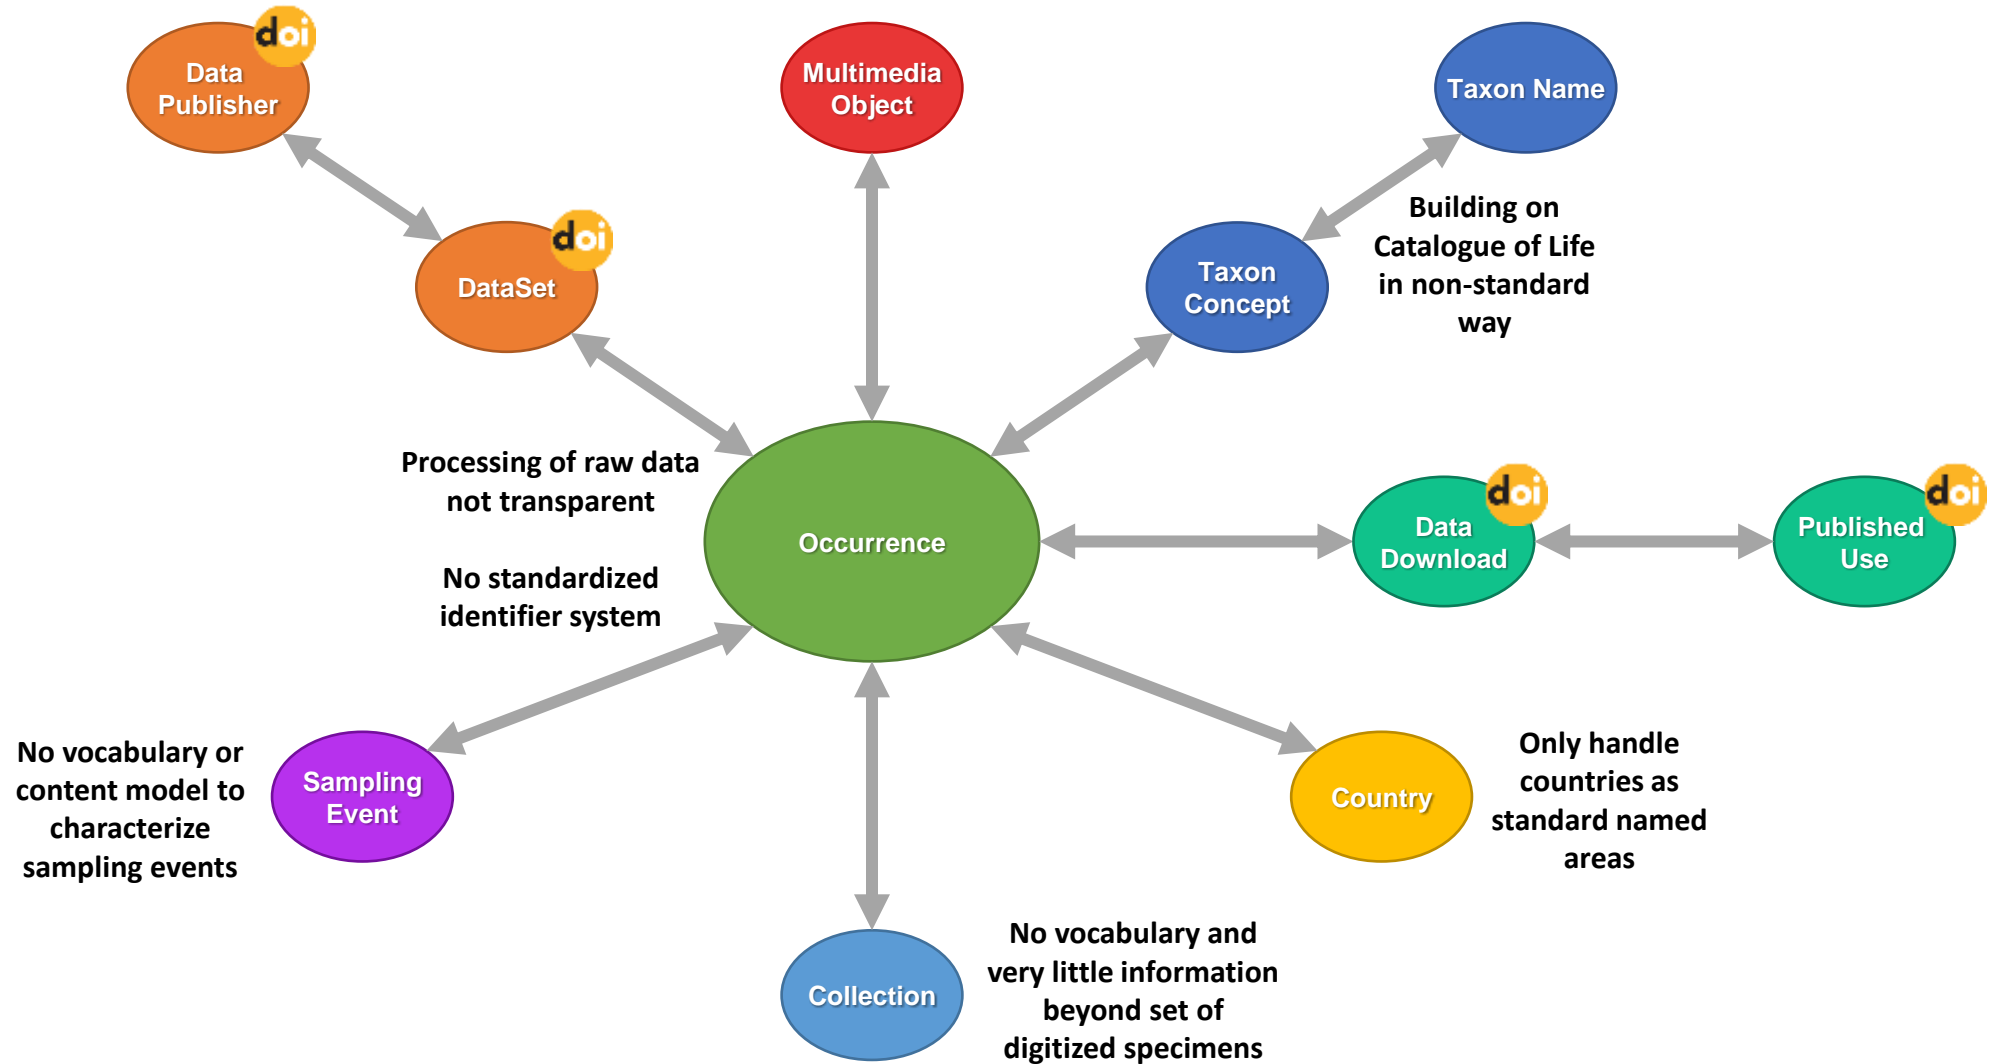 doi
Data
Publisher
Multimedia
Object
Taxon Name
Building on
Catalogue of Life
in non-standard
way
doi
DataSet
Taxon
Concept
Processing of raw data
not transparent
No standardized
identifier system
Occurrence
doi
Data
Download
doi
Published
Use
No vocabulary or
content model to
characterize
sampling events
Sampling
Event
Country
Only handle
countries as
standard named
areas
Collection
No vocabulary and
very little information
beyond set of
digitized specimens